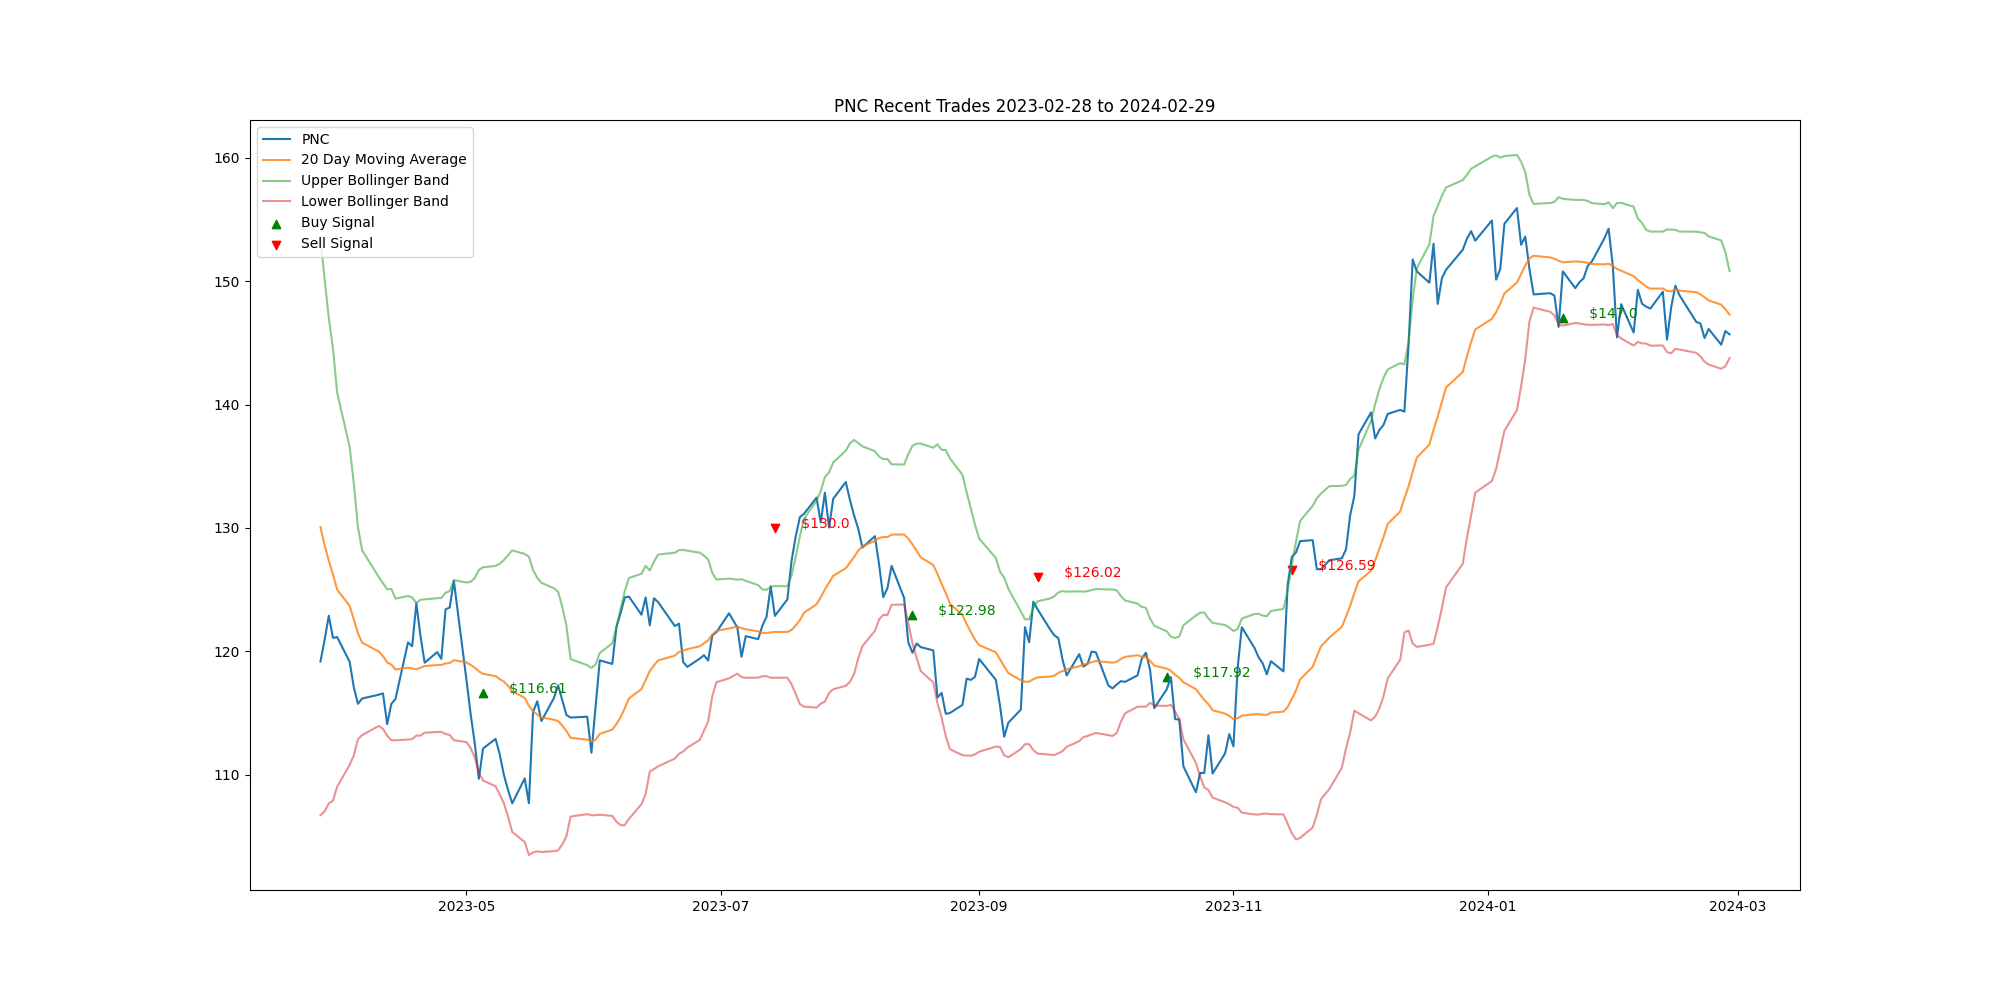 PNC Recent Trades 2023-02-28 to 2024-02-29
PNC
20 Day Moving Average
Upper Bollinger Band
Lower Bollinger Band
Buy Signal
Sell Signal
160
150
140
130
120
110
$116.61
$130.0
$122.98
$126.02
$117.92
$126.59
$147.0
2023-05
2023-07
2023-09
2023-11
2024-01
2024-03